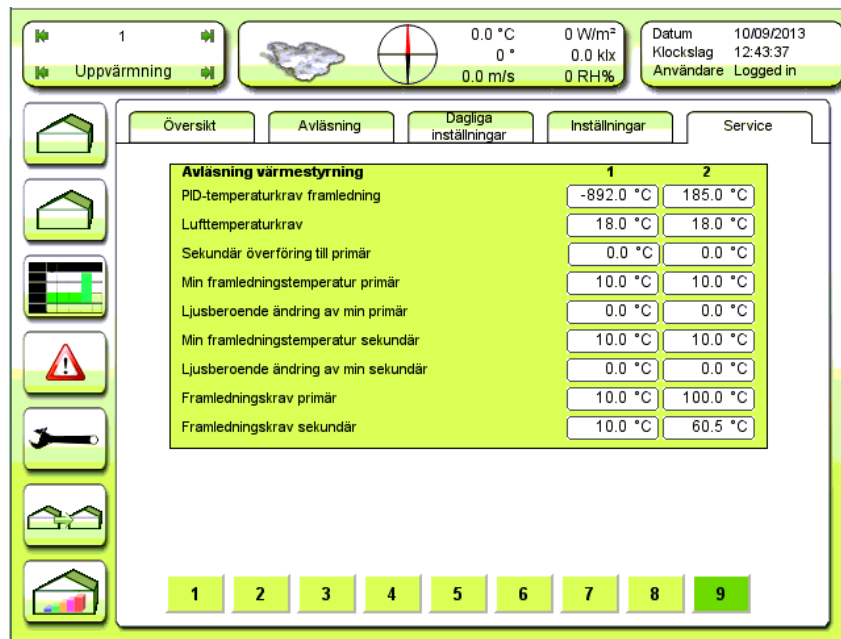 1
Uppvärmning
0.0 °C 0 W/m²
0 ° 0.0 klx
0.0 m/s 0 RH%
Datum 10/09/2013
Klockslag 12:43:37
Användare Logged in
Översikt
Avläsning
Dagliga
inställningar
Inställningar
Service
Avläsning värmestyrning 1 2
PID-temperaturkrav framledning -892.0 °C 185.0 °C
Lufttemperaturkrav 18.0 °C 18.0 °C
Sekundär överföring till primär 0.0 °C 0.0 °C
Min framledningstemperatur primär 10.0 °C 10.0 °C
Ljusberoende ändring av min primär 0.0 °C 0.0 °C
Min framledningstemperatur sekundär 10.0 °C 10.0 °C
Ljusberoende ändring av min sekundär 0.0 °C 0.0 °C
Framledningskrav primär 10.0 °C 100.0 °C
Framledningskrav sekundär 10.0 °C 60.5 °C
1 2 3 4 5 6 7 8 9